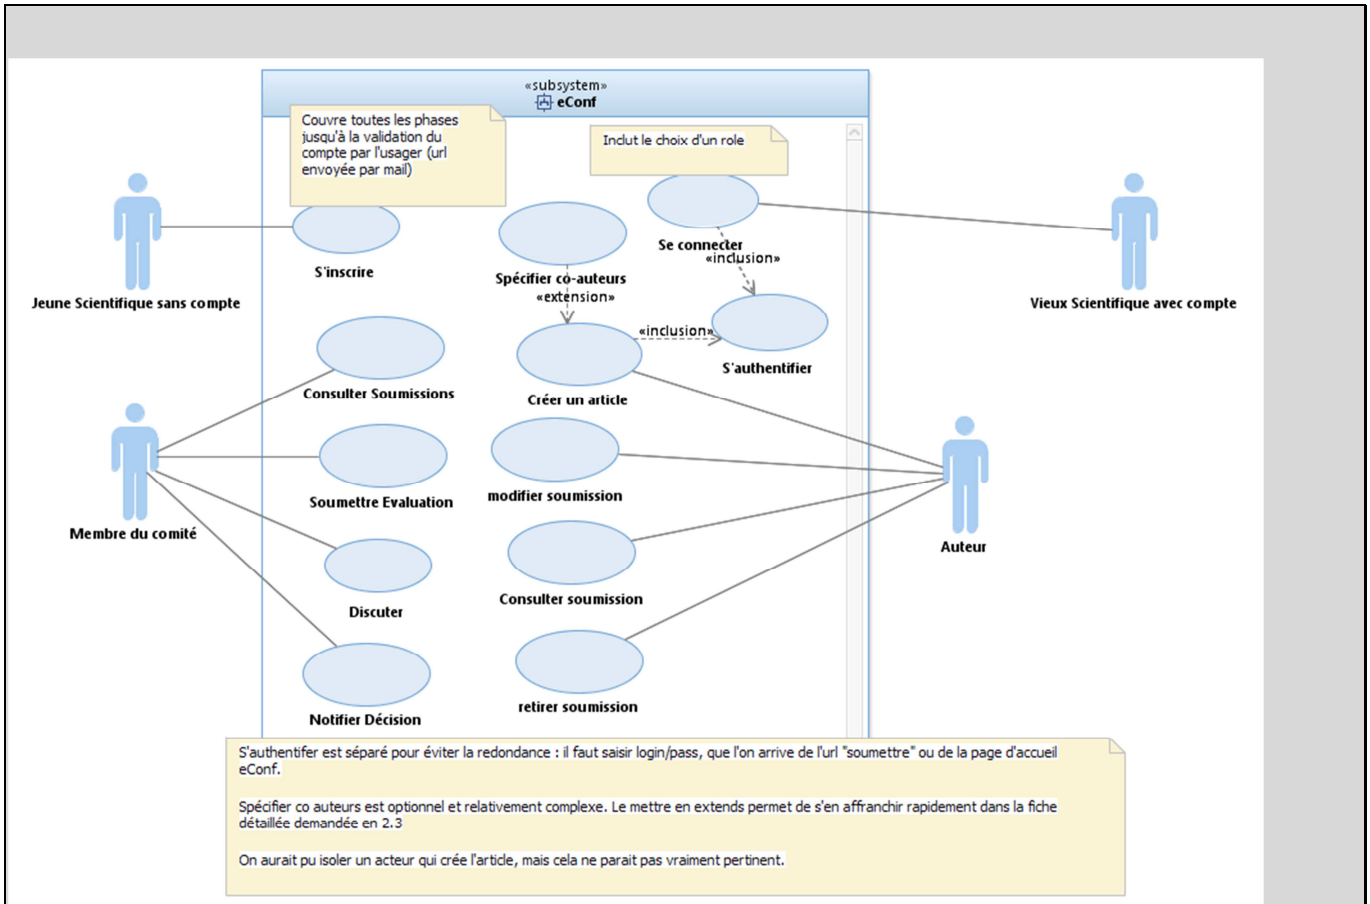 «subsystem»
eConf
Couvre toutes les phases
jusqu'à la validation du
compte par l'usager (url
envoyée par mail)
Inclut le choix d'un role
Se connecter
«inclusion»
S'inscrire
Spécifier co-auteurs
«extension»
Jeune Scientifique sans compte
Vieux Scientifique avec compte
«inclusion»
S'authentifier
Consulter Soumissions
Créer un article
Soumettre Evaluation
modifier soumission
Membre du comité
Auteur
Consulter soumission
Discuter
retirer soumission
Notifier Décision
S'authentifer est séparé pour éviter la redondance : il faut saisir login/pass, que l'on arrive de l'url "soumettre" ou de la page d'accueil
eConf.
Spécifier co auteurs est optionnel et relativement complexe. Le mettre en extends permet de s'en affranchir rapidement dans la fiche
détaillée demandée en 2.3
On aurait pu isoler un acteur qui crée l'article, mais cela ne parait pas vraiment pertinent.